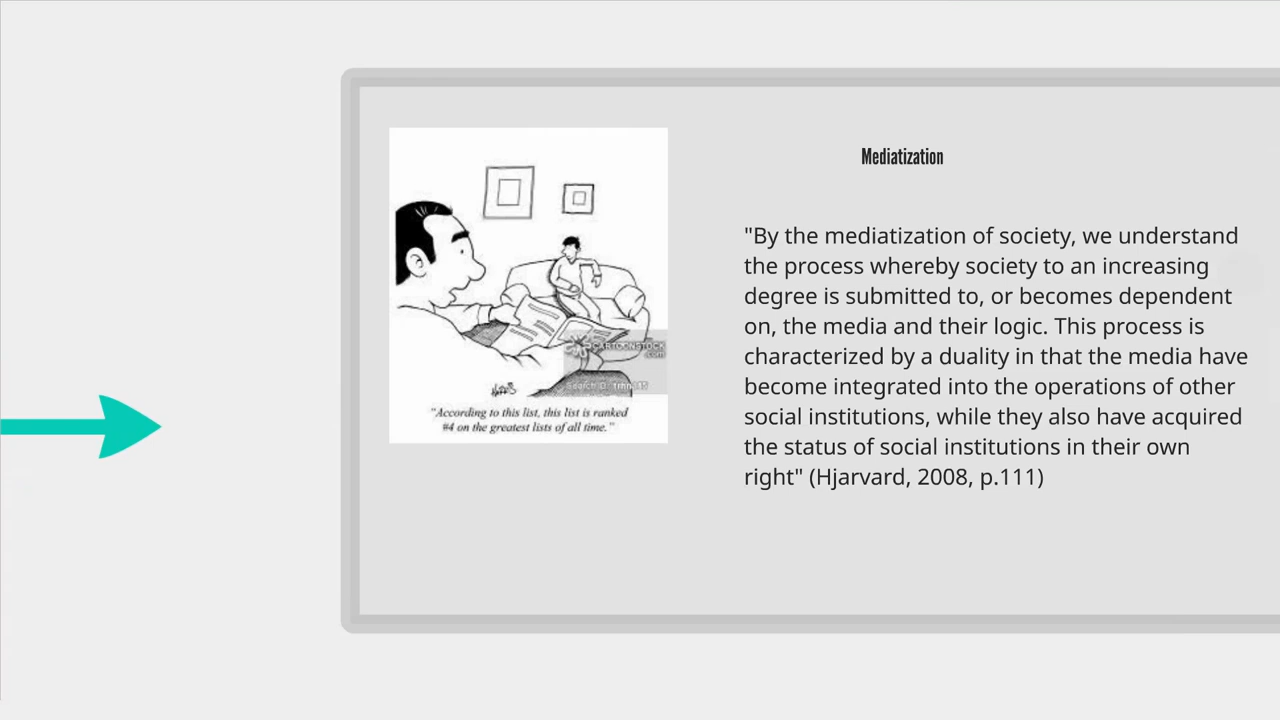 Mediatization
"By the mediatization of society, we understand
the process whereby society to an increasing
degree is submitted to, or becomes dependent
on, the media and their logic. This process is
characterized by a duality in that the media have
become integrated into the operations of other
social institutions, while they also have acquired
the status of social institutions in their own
right" (Hjarvard, 2008, p.111)
CARTOONSTOCK
.com
"According to this list, this list is ranked
#4 on the greatest lists of all time."